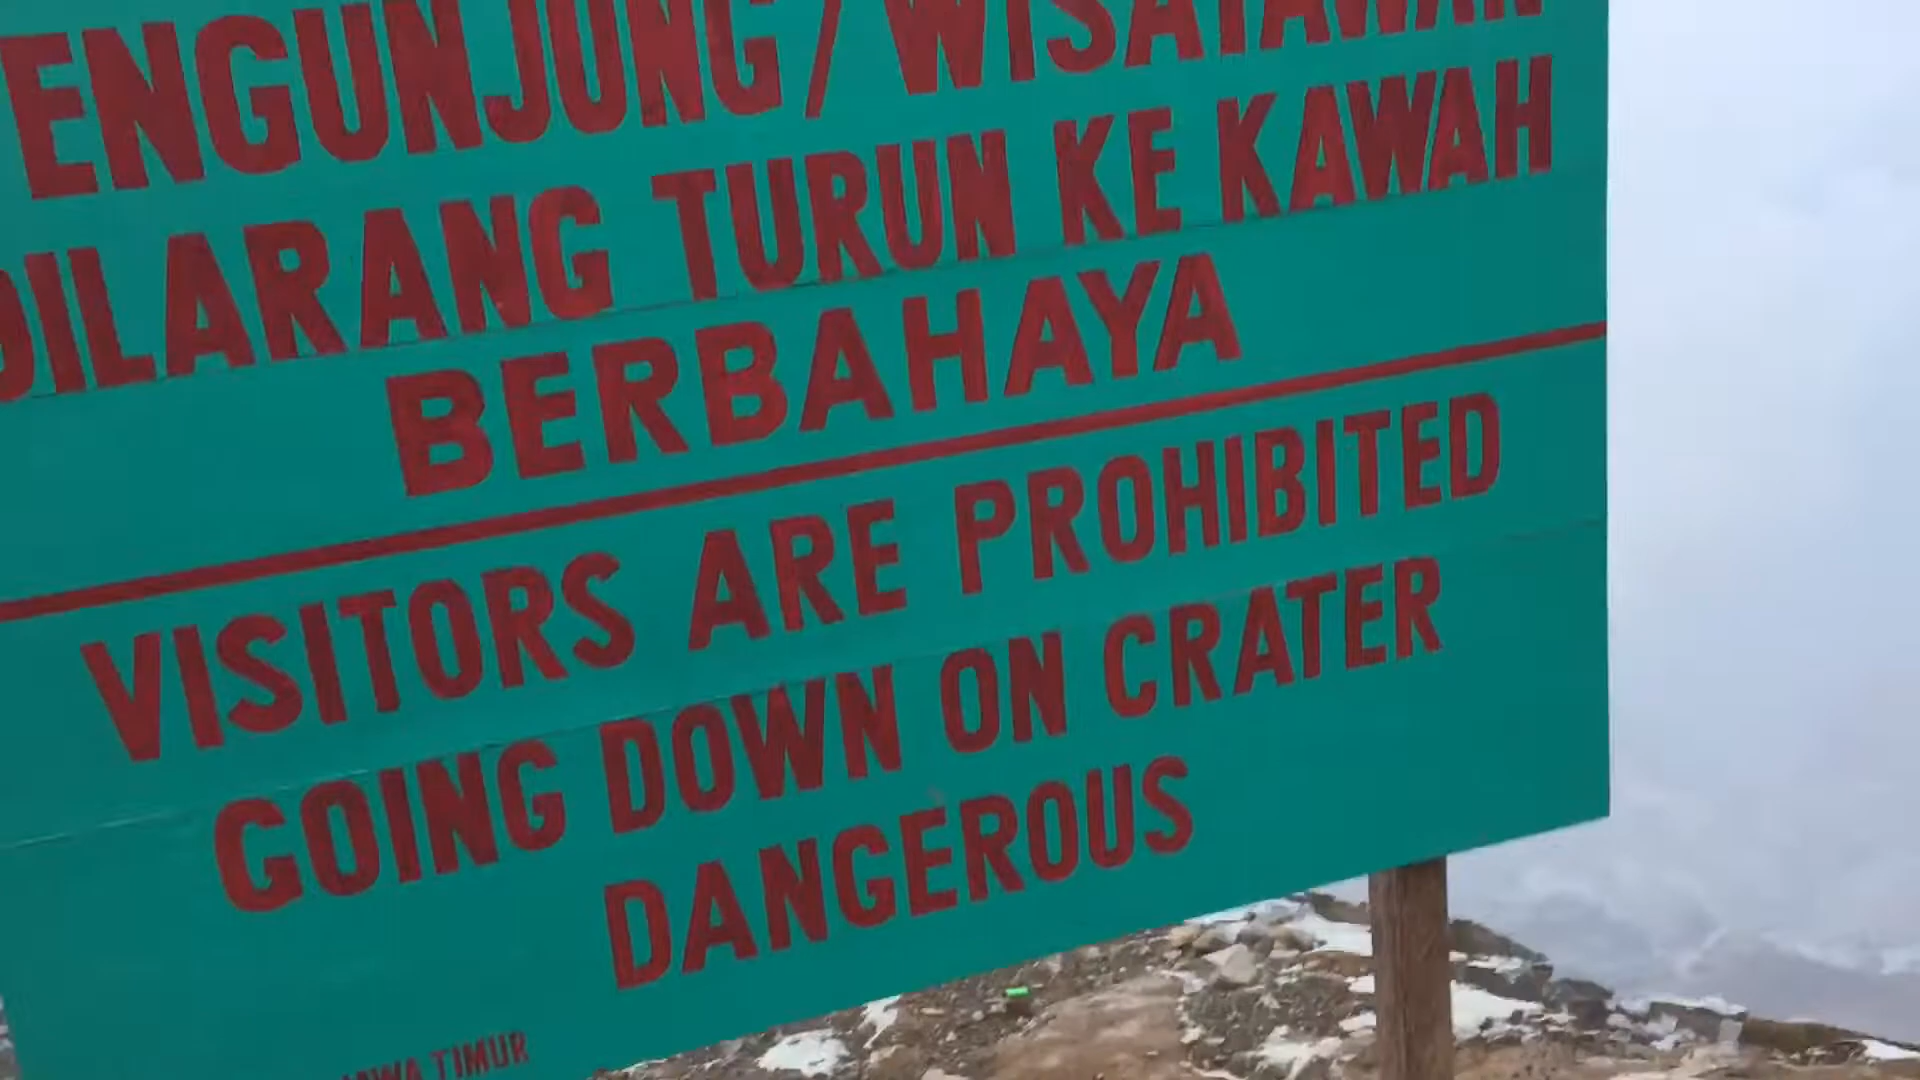 ENGUNJUNG/WISATAWAN
DILARANG TURUN KE KAWAH
BERBAHAYA
VISITORS ARE PROHIBITED
GOING DOWN ON CRATER
DANGEROUS
JAWA TIMUR